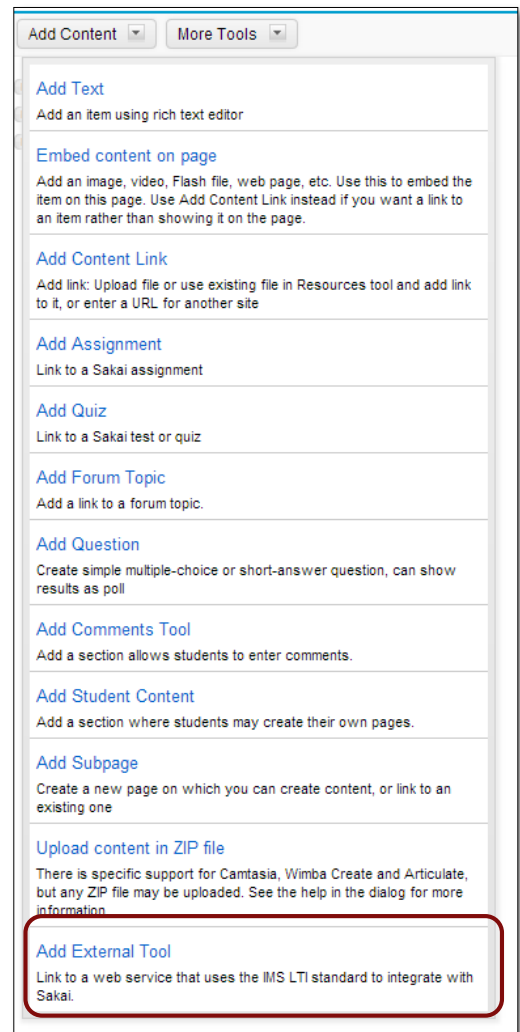 Add Content
More Tools
Add Text
Add an item using rich text editor
Embed content on page
Add an image, video, Flash file, web page, etc. Use this to embed the
item on this page. Use Add Content Link instead if you want a link to
an item rather than showing it on the page.
Add Content Link
Add link: Upload file or use existing file in Resources tool and add link
to it, or enter a URL for another site
Add Assignment
Link to a Sakai assignment
Add Quiz
Link to a Sakai test or quiz
Add Forum Topic
Add a link to a forum topic.
Add Question
Create simple multiple-choice or short-answer question, can show
results as poll
Add Comments Tool
Add a section allows students to enter comments.
Add Student Content
Add a section where students may create their own pages.
Add Subpage
Create a new page on which you can create content, or link to an
existing one
Upload content in ZIP file
There is specific support for Camtasia, Wimba Create and Articulate,
but any ZIP file may be uploaded. See the help in the dialog for more
information
Add External Tool
Link to a web service that uses the IMS LTI standard to integrate with
Sakai.